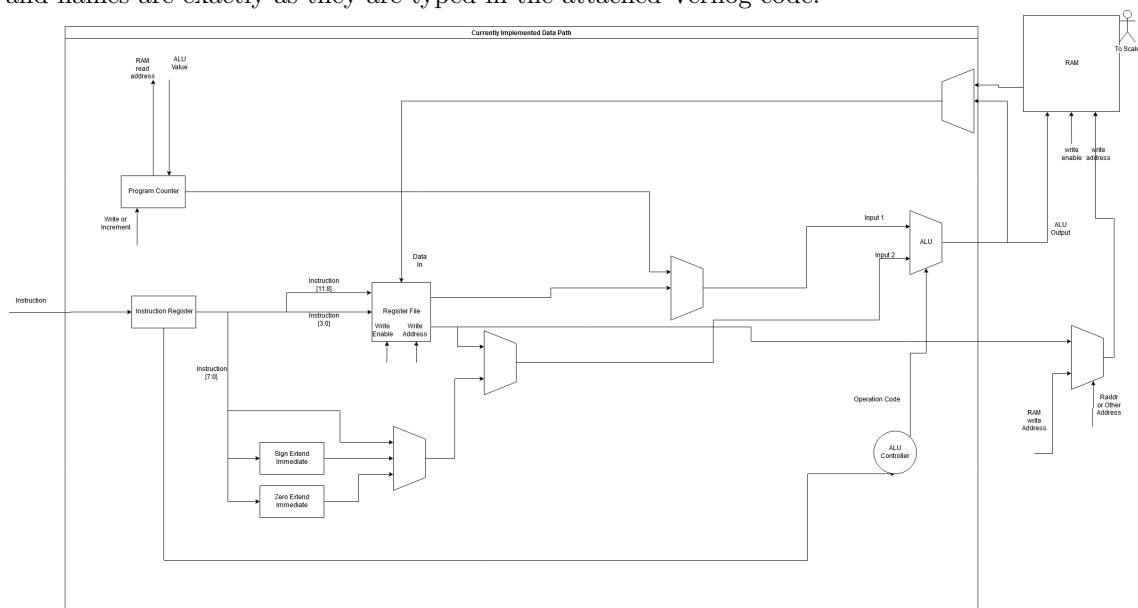 and names are exactly as they are typed in the attached Verilog code.
Currently Implemented Data Path
RAM
read
address
ALU
Value
RAM
To Scale
write
enable
write
address
Program Counter
Write or
Increment
Data
In
Input 1
Input 2
ALU
ALU
Output
Instruction
Instruction Register
Instruction
[11:8]
Instruction
[3:0]
Register File
Write
Enable
Write
Address
Instruction
[7:0]
Operation Code
RAM
write
Address
Raddr
or Other
Address
Sign Extend
Immediate
ALU
Controller
Zero Extend
Immediate